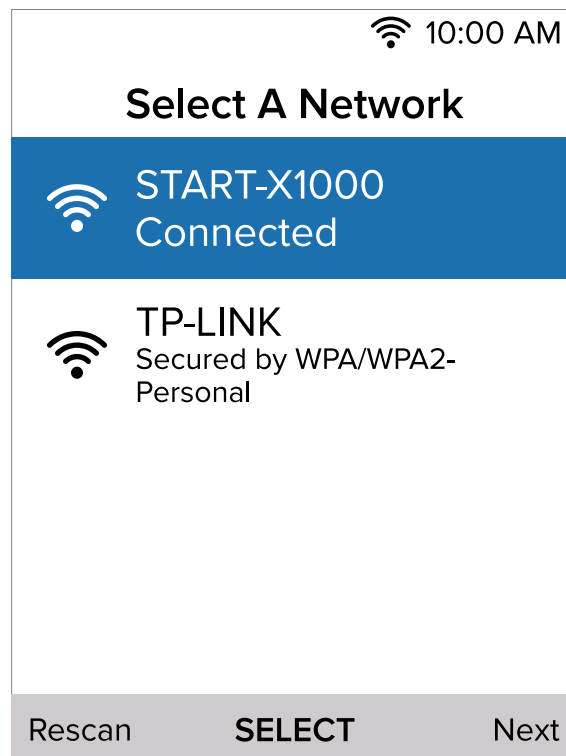 10:00 AM
Select A Network
START-X1000
Connected
TP-LINK
Secured by WPA/WPA2-
Personal
Rescan SELECT Next